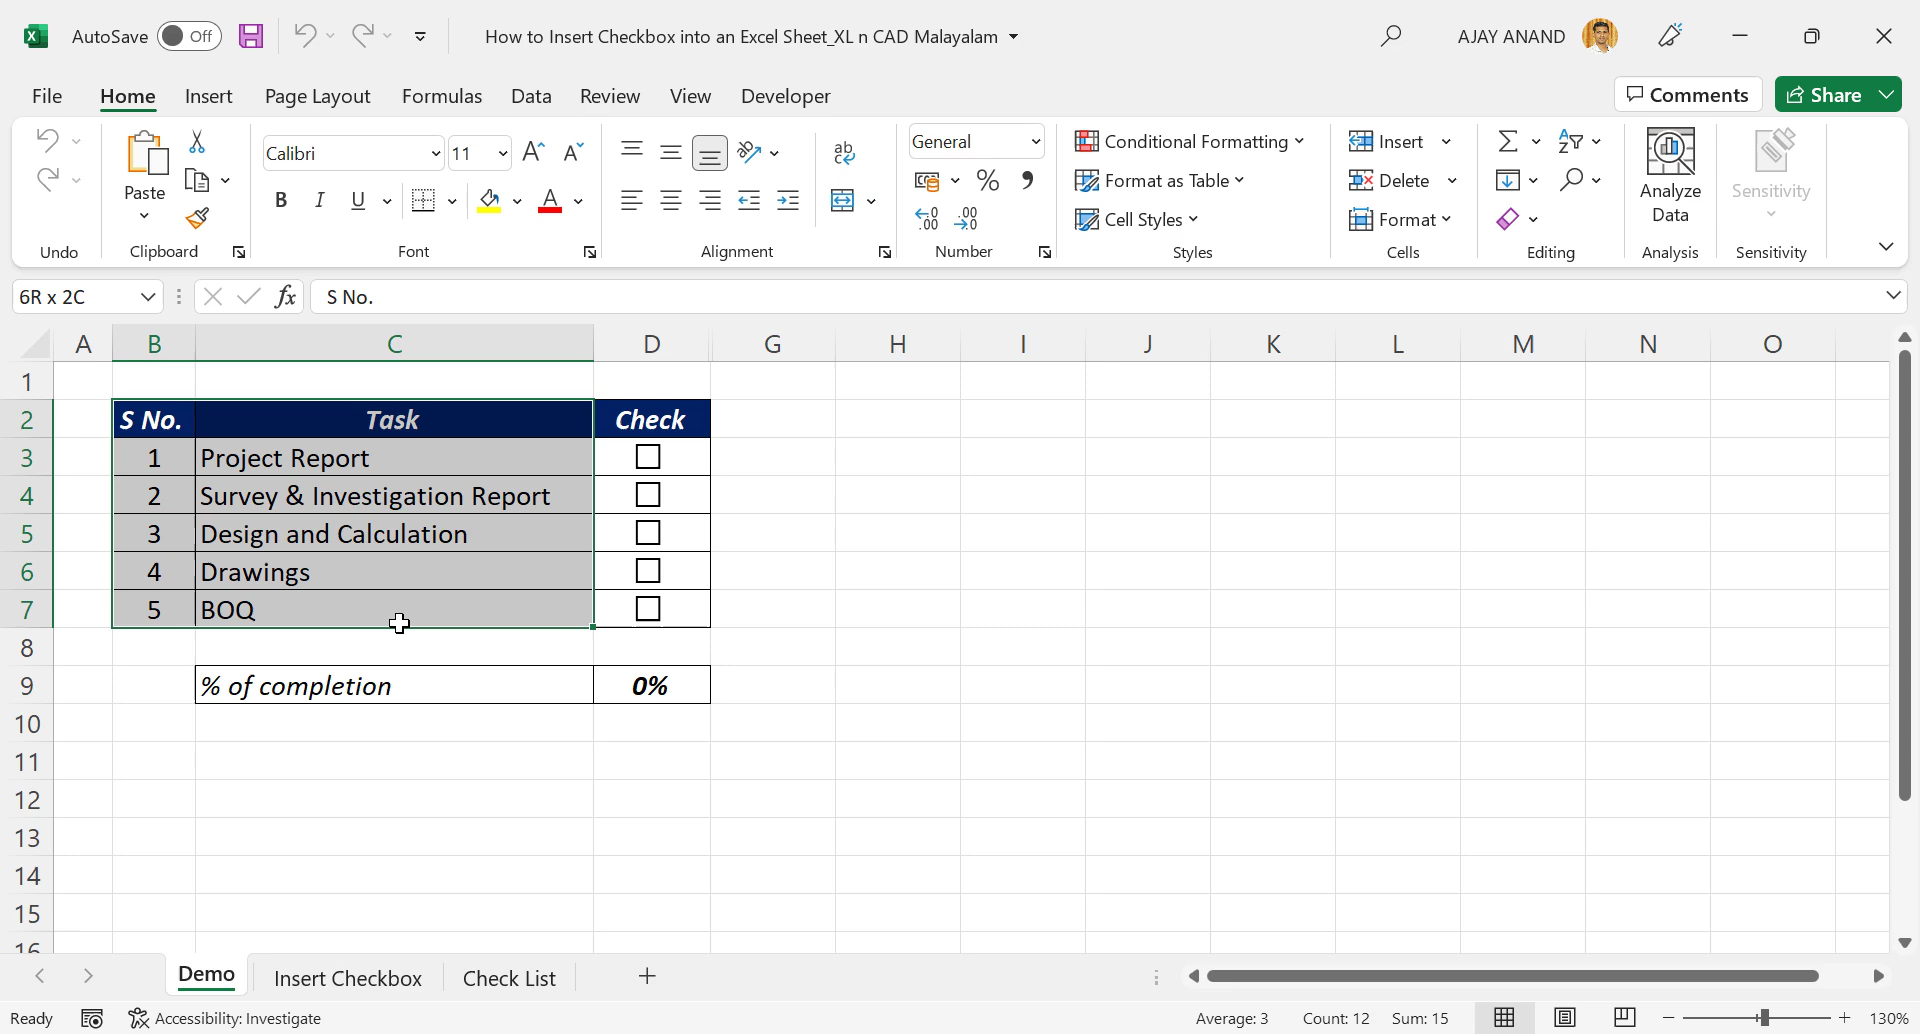 AutoSave Off How to Insert Checkbox into an Excel Sheet_XL n CAD Malayalam AJAY ANAND
File Home Insert Page Layout Formulas Data Review View Developer Comments Share
Paste Calibri 11 General Conditional Formatting Insert Analyze Data Sensitivity
Format as Table Delete
B I U Cell Styles Format
Undo Clipboard Font Alignment Number Styles Cells Editing Analysis Sensitivity
6R x 2C fx S No.
A B C D G H I J K L M N O
1
2 S No. Task Check
3 1 Project Report
4 2 Survey & Investigation Report
5 3 Design and Calculation
6 4 Drawings
7 5 BOQ
8
9 % of completion 0%
10
11
12
13
14
15
16
Demo Insert Checkbox Check List
Ready Accessibility: Investigate Average: 3 Count: 12 Sum: 15 130%